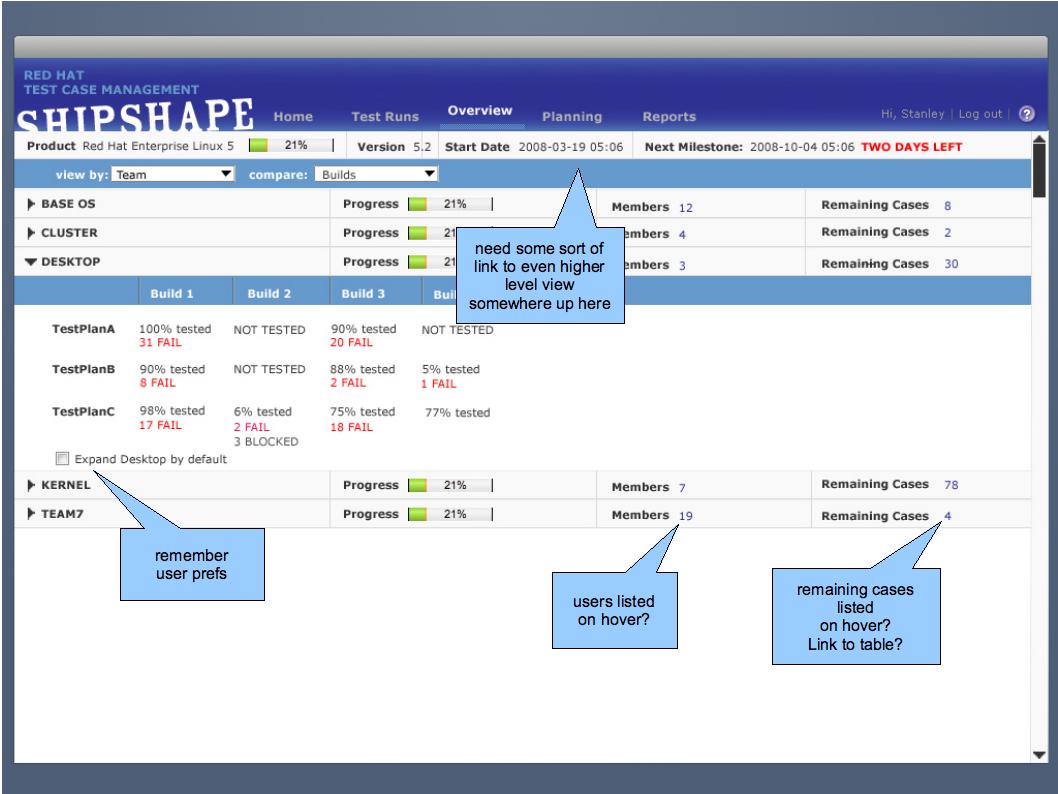 RED HAT
TEST CASE MANAGEMENT
SHIPSHAPE
Home Test Runs Overview Planning Reports
Hi, Stanley | Log out | ?
Product Red Hat Enterprise Linux 5 21% Version 5.2 Start Date 2008-03-19 05:06 Next Milestone: 2008-10-04 05:06 TWO DAYS LEFT
view by: Team compare: Builds
BASE OS Progress 21% Members 12 Remaining Cases 8
CLUSTER Progress 21 embers 4 Remaining Cases 2
DESKTOP Progress 21 embers 3 Remaining Cases 30
need some sort of
link to even higher
level view
somewhere up here
Build 1 Build 2 Build 3 Buil
TestPlanA 100% tested NOT TESTED 90% tested NOT TESTED
31 FAIL 20 FAIL
TestPlanB 90% tested NOT TESTED 88% tested 5% tested
8 FAIL 2 FAIL 1 FAIL
TestPlanC 98% tested 6% tested 75% tested 77% tested
17 FAIL 2 FAIL 18 FAIL
3 BLOCKED
Expand Desktop by default
KERNEL Progress 21% Members 7 Remaining Cases 78
TEAM7 Progress 21% Members 19 Remaining Cases 4
remember
user prefs
users listed
on hover?
remaining cases
listed
on hover?
Link to table?